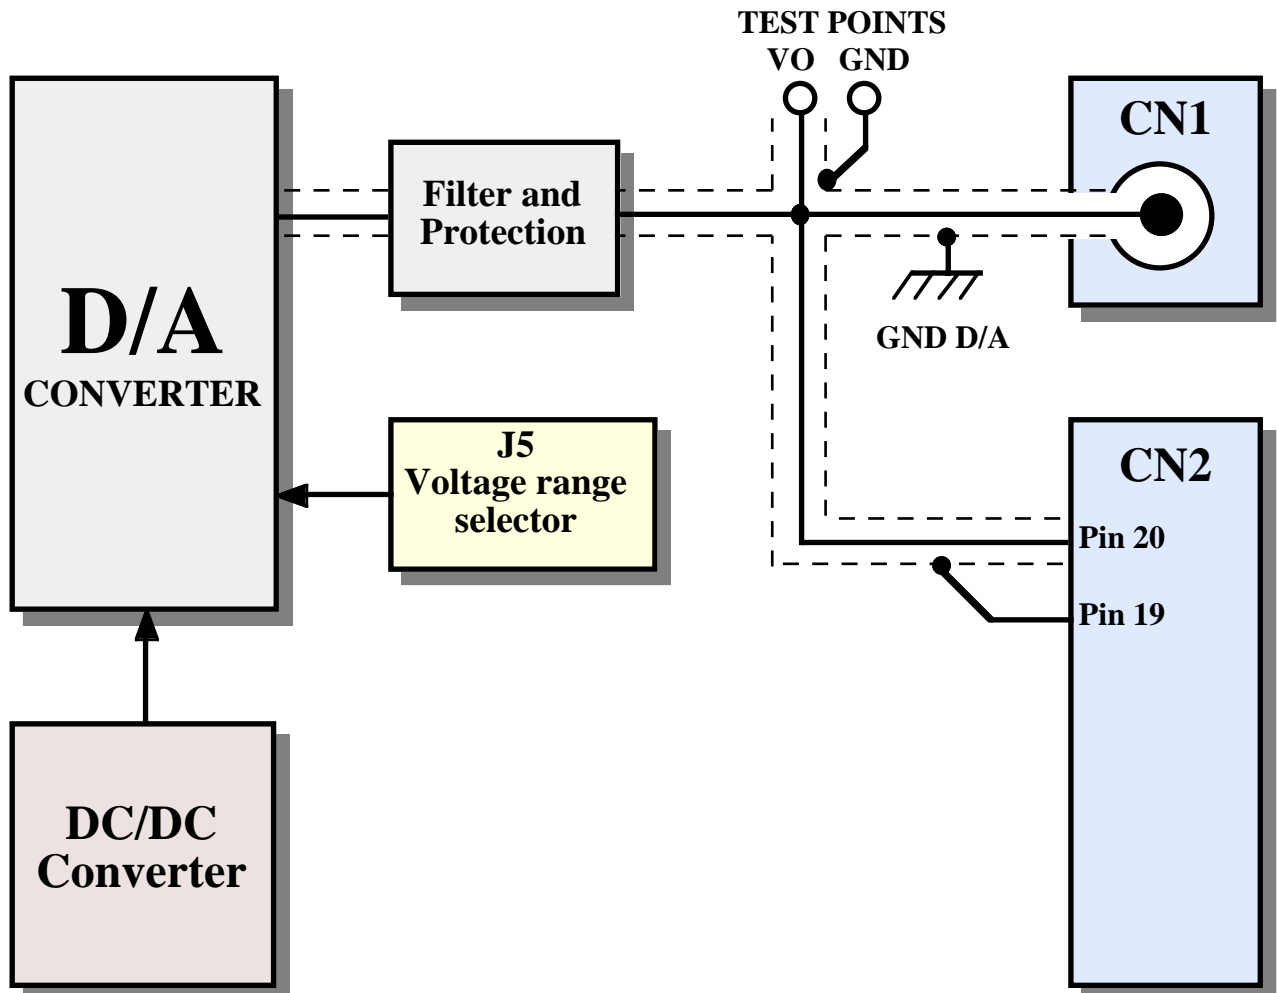 TEST POINTS
VO GND
CN1
Filter and
Protection
D/A
CONVERTER
GND D/A
J5
Voltage range
selector
CN2
Pin 20
Pin 19
DC/DC
Converter